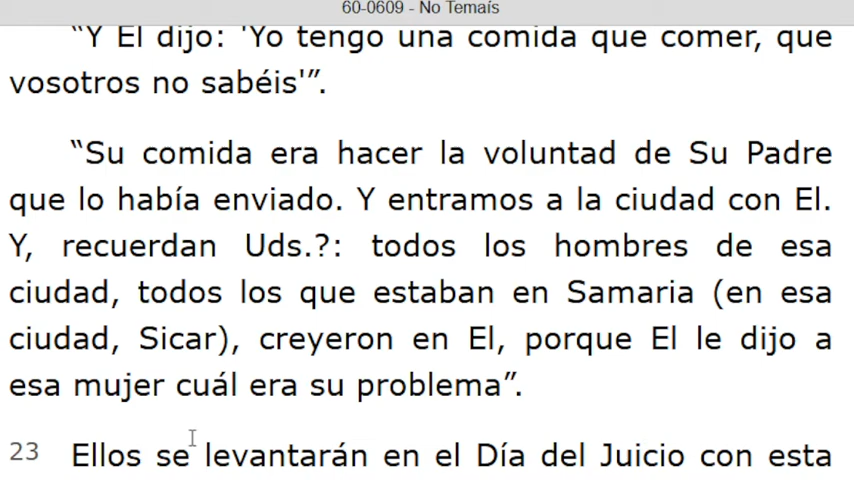 60-0609 - No Temaís
“Y El dijo: 'Yo tengo una comida que comer, que
vosotros no sabéis'”.
“Su comida era hacer la voluntad de Su Padre
que lo había enviado. Y entramos a la ciudad con El.
Y, recuerdan Uds.?: todos los hombres de esa
ciudad, todos los que estaban en Samaria (en esa
ciudad, Sicar), creyeron en El, porque El le dijo a
esa mujer cuál era su problema”.
23 Ellos se levantarán en el Día del Juicio con esta